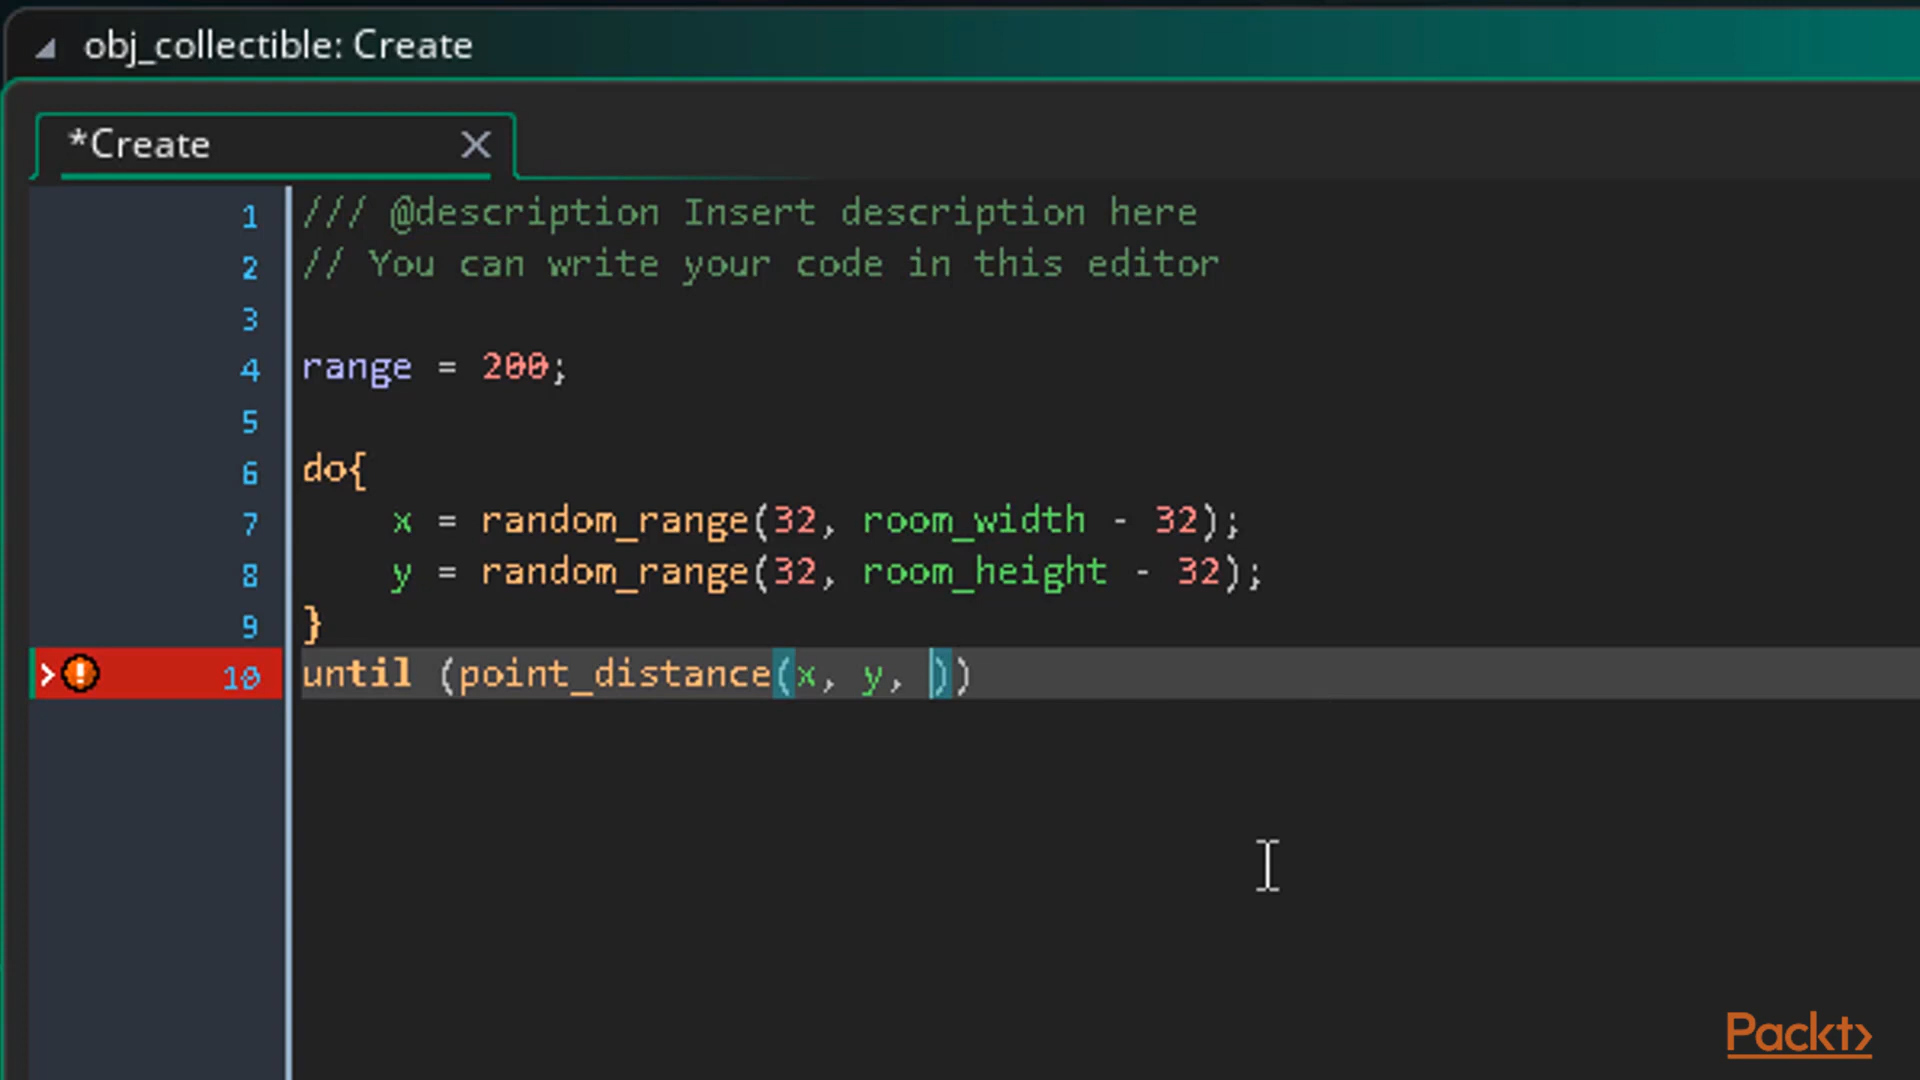 obj_collectible: Create
*Create
1 /// @description Insert description here
2 // You can write your code in this editor
3
4 range = 200;
5
6 do{
7 x = random_range(32, room_width - 32);
8 y = random_range(32, room_height - 32);
9 }
10 until (point_distance(x, y, ))
Packt>